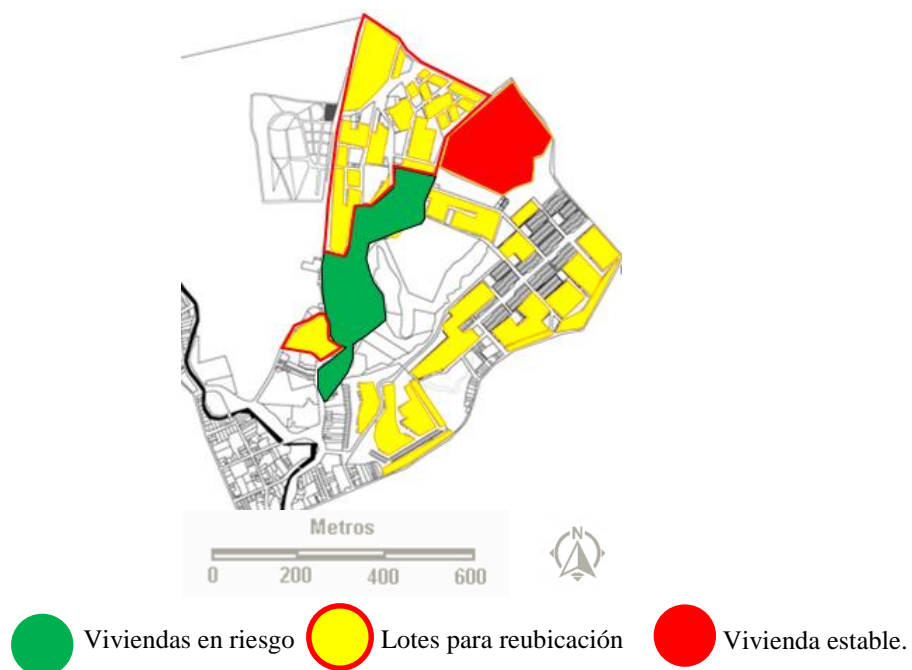 Metros
N
0 200 400 600
Viviendas en riesgo Lotes para reubicación Vivienda estable.